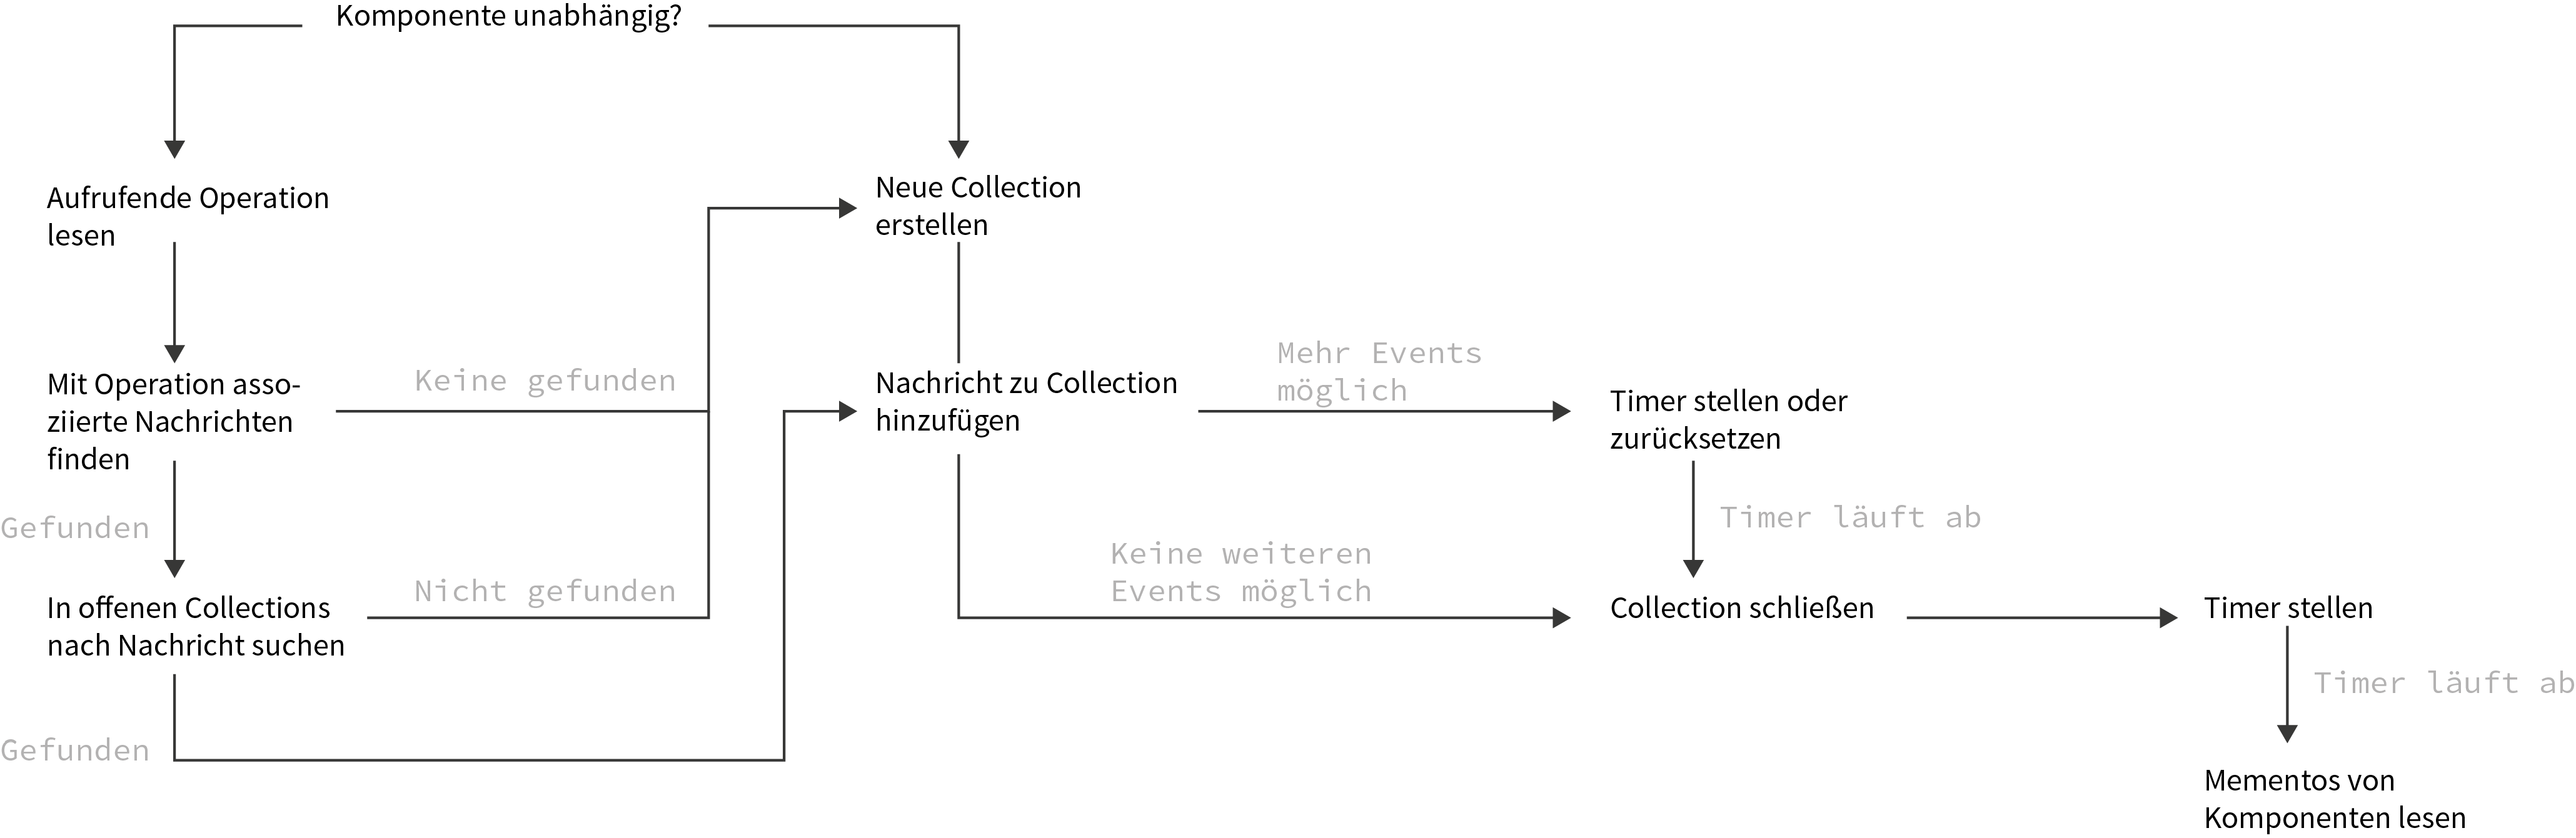 Komponente unabhängig?
Aufrufende Operation
lesen
Neue Collection
erstellen
Mit Operation asso-
ziierte Nachrichten
finden
Keine gefunden
Nachricht zu Collection
hinzufügen
Mehr Events
möglich
Timer stellen oder
zurücksetzen
Gefunden
Timer läuft ab
In offenen Collections
nach Nachricht suchen
Nicht gefunden
Keine weiteren
Events möglich
Collection schließen
Timer stellen
Timer läuft ab
Gefunden
Mementos von
Komponenten lesen